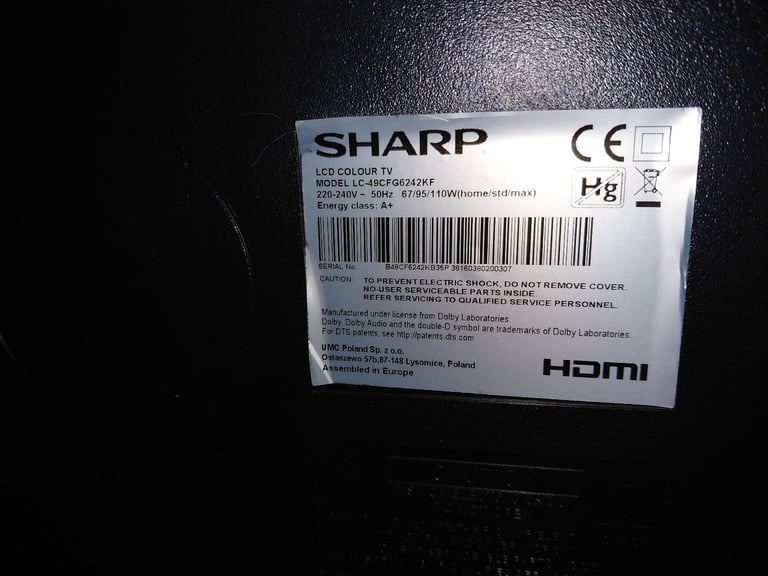 SHARP
CE
LCD COLOUR TV
MODEL LC-49CFG6242KF
220-240V ~ 50Hz 67/95/110W(home/std/max)
Energy class: A+
Hg
SERIAL No. B49CF6242KB35P 38160380200307
CAUTION: TO PREVENT ELECTRIC SHOCK, DO NOT REMOVE COVER.
NO-USER SERVICEABLE PARTS INSIDE.
REFER SERVICING TO QUALIFIED SERVICE PERSONNEL.
Manufactured under license from Dolby Laboratories.
Dolby, Dolby Audio and the double-D symbol are trademarks of Dolby Laboratories.
For DTS patents, see http://patents.dts.com
UMC Poland Sp. z o.o.
Ostaszewo 57b,87-148 Lysomice, Poland
Assembled in Europe
HDMI